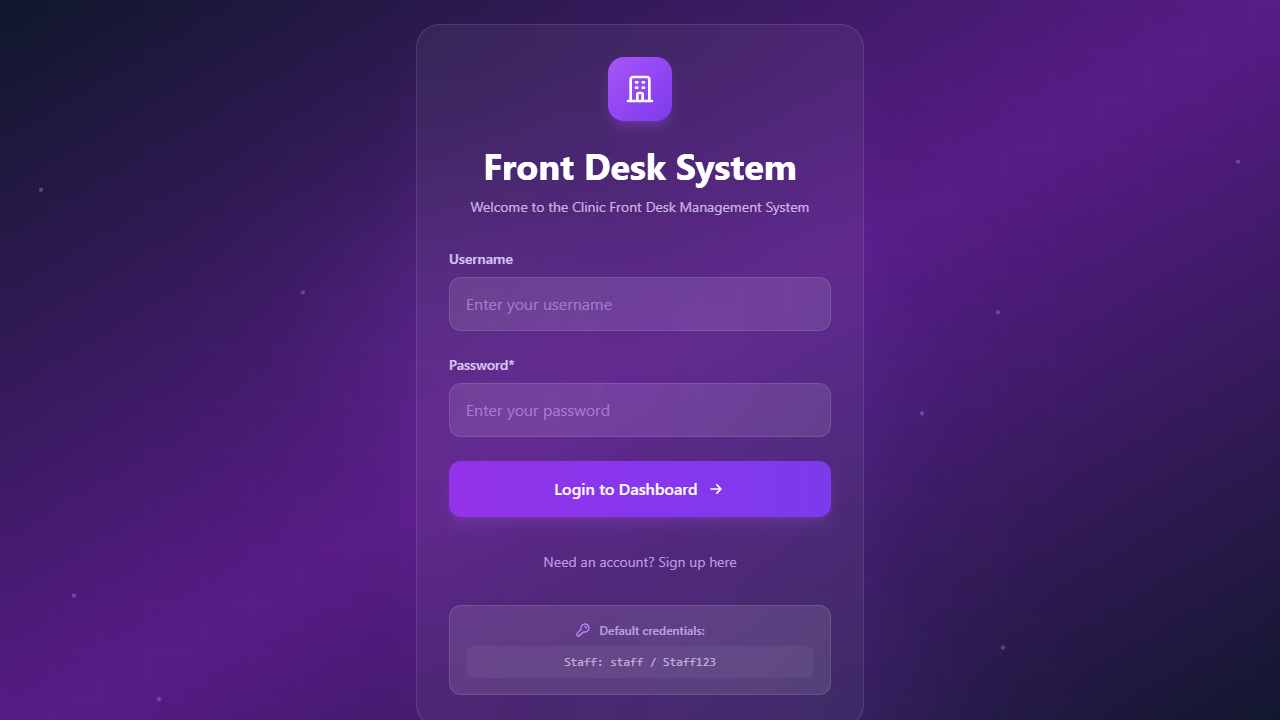 Front Desk System
Welcome to the Clinic Front Desk Management System
Username
Enter your username
Password*
Enter your password
Login to Dashboard →
Need an account? Sign up here
Default credentials:
Staff: staff / Staff123